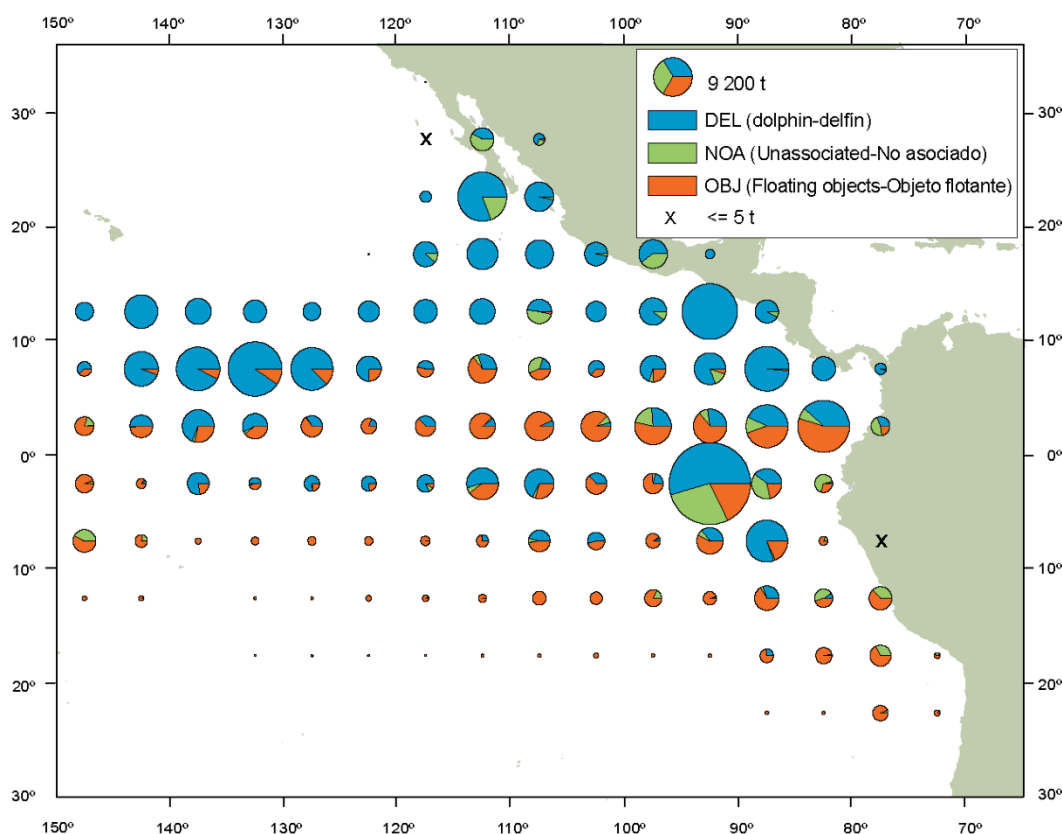 150º 140º 130º 120º 110º 100º 90º 80º 70º
9 200 t
DEL (dolphin-delfín)
NOA (Unassociated-No asociado)
OBJ (Floating objects-Objeto flotante)
x <= 5 t
30º 30º
x
20º 20º
10º 10º
0º 0º
x
10º 10º
20º 20º
30º 30º
150º 140º 130º 120º 110º 100º 90º 80º 70º